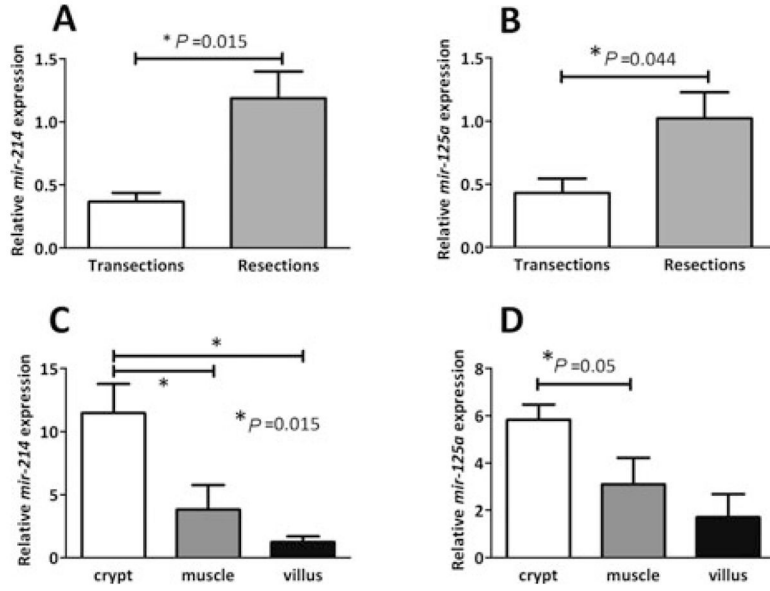 A
* P =0.015
Relative mir-214 expression
1.5
1.0
0.5
0.0
Transections
Resections
B
* P =0.044
Relative mir-125a expression
1.5
1.0
0.5
0.0
Transections
Resections
C
*
*
* P =0.015
Relative mir-214 expression
15
10
5
0
crypt
muscle
villus
D
* P =0.05
Relative mir-125a expression
8
6
4
2
0
crypt
muscle
villus